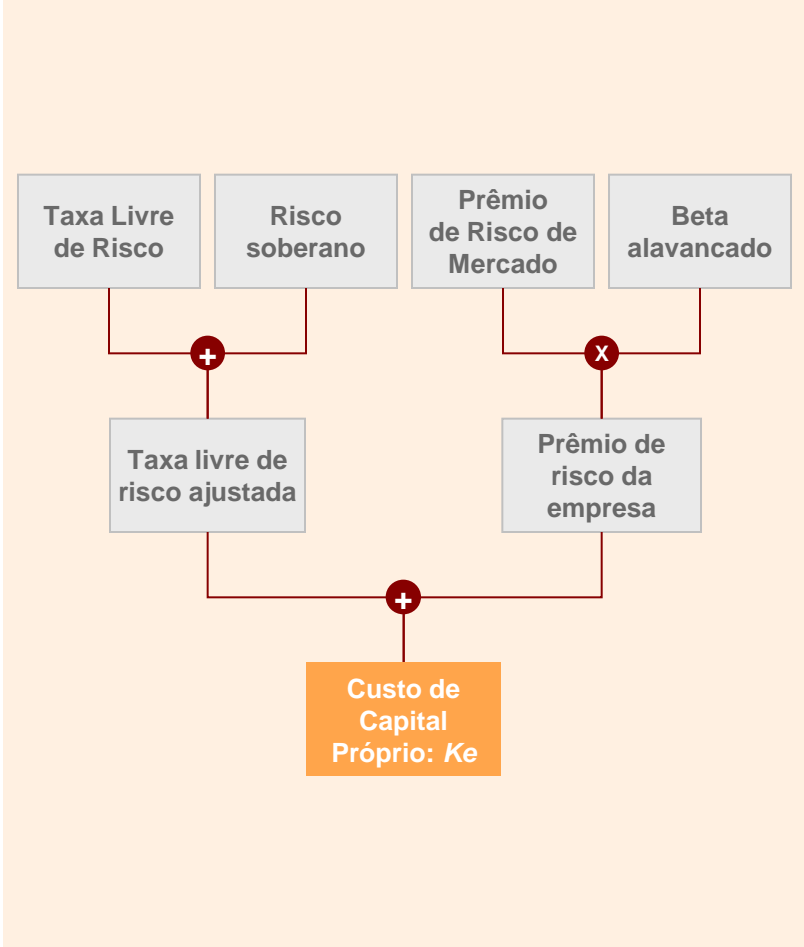 Taxa Livre
de Risco
Risco
soberano
Prêmio
de Risco de
Mercado
Beta
alavancado
+
X
Taxa livre de
risco ajustada
Prêmio de
risco da
empresa
+
Custo de
Capital
Próprio: Ke